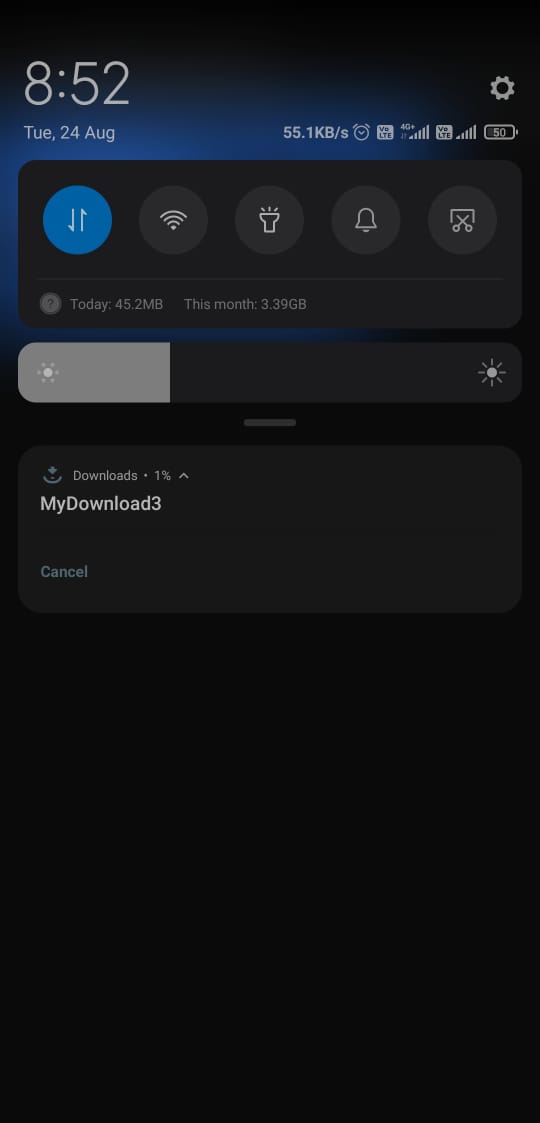 8:52
Tue, 24 Aug 55.1KB/s Vo LTE 4G+ Vo LTE 50
? Today: 45.2MB This month: 3.39GB
Downloads • 1%
MyDownload3
Cancel